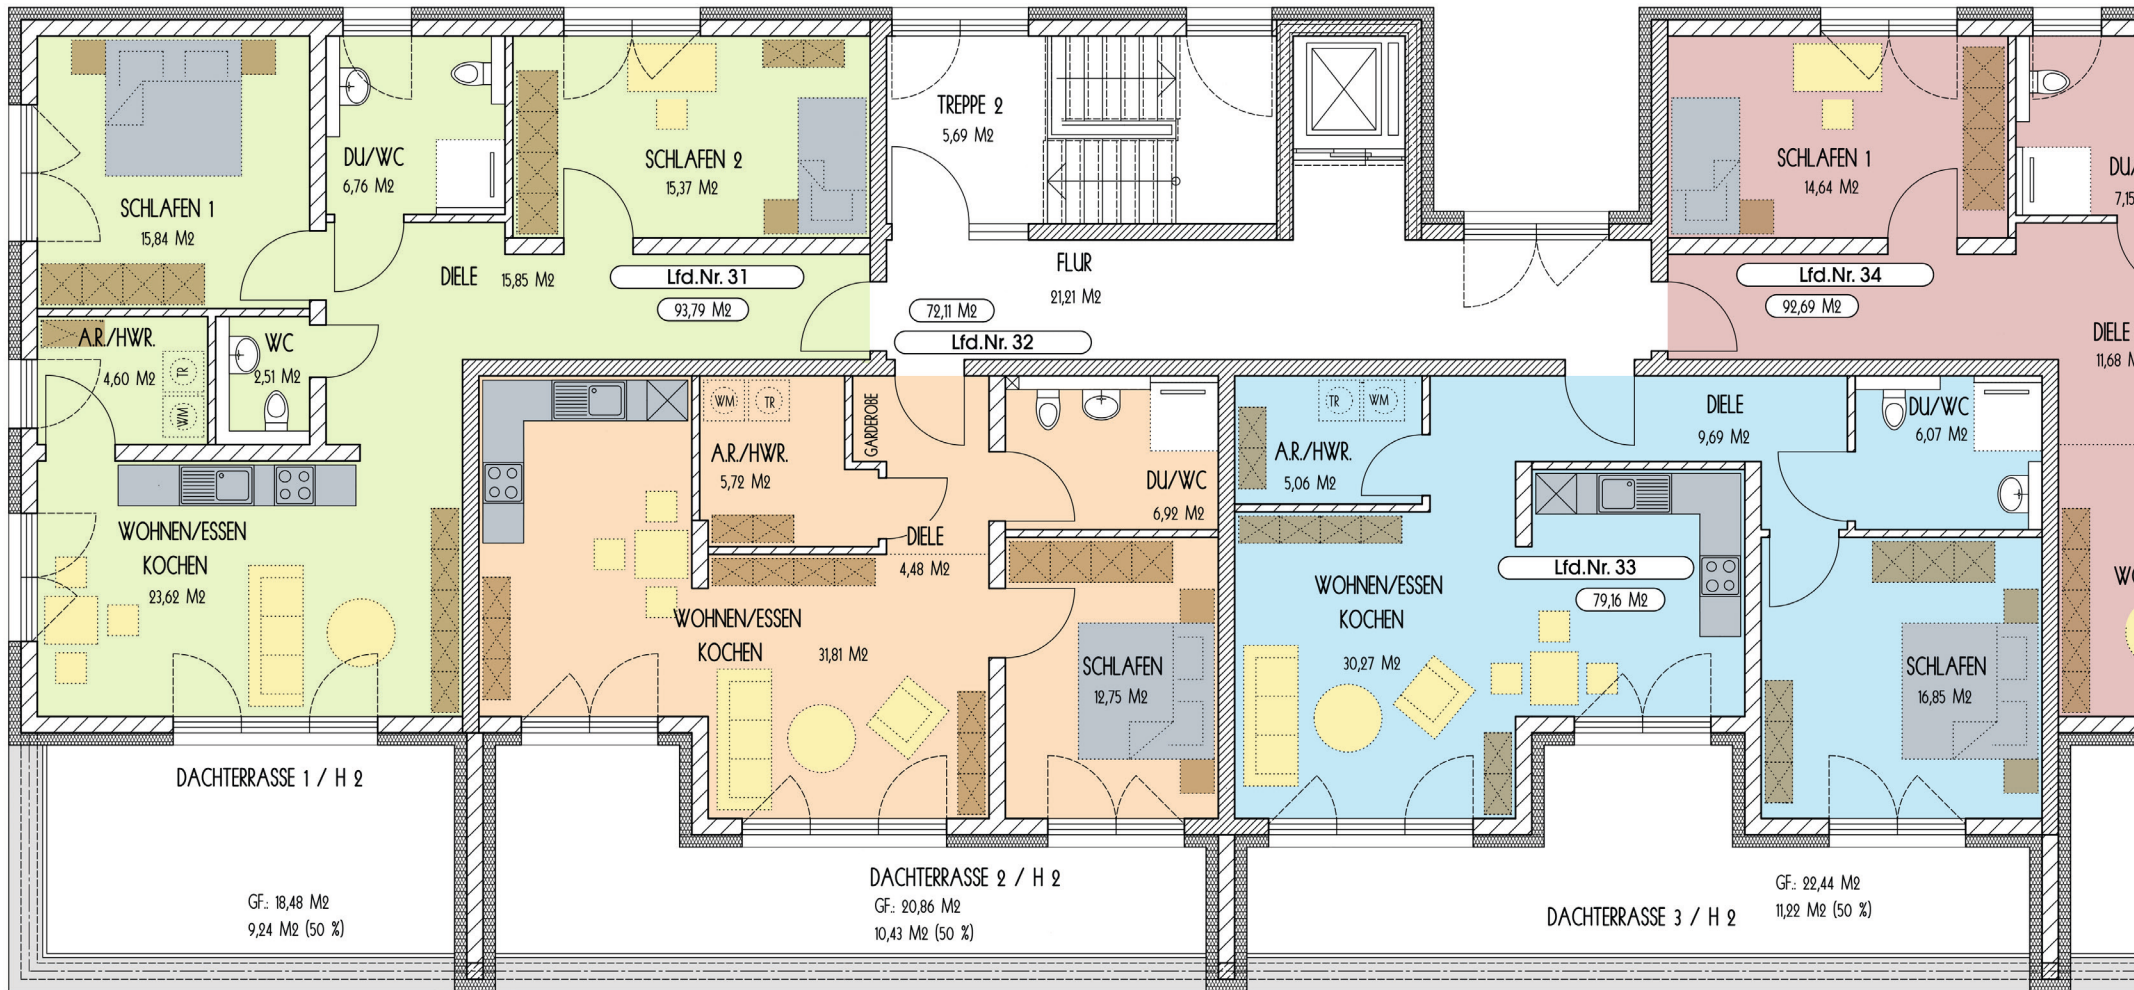 SCHLAFEN 1
15,84 M2
DU/WC
6,76 M2
SCHLAFEN 2
15,37 M2
DIELE 15,85 M2
Lfd.Nr. 31
93,79 M2
A.R./HWR.
4,60 M2
TR
WM
WC
2,51 M2
WOHNEN/ESSEN
KOCHEN
23,62 M2
DACHTERRASSE 1 / H 2
GF.: 18,48 M2
9,24 M2 (50 %)
TREPPE 2
5,69 M2
FLUR
21,21 M2
72,11 M2
Lfd.Nr. 32
WM
TR
A.R./HWR.
5,72 M2
GARDEROBE
DU/WC
6,92 M2
DIELE
4,48 M2
WOHNEN/ESSEN
KOCHEN
31,81 M2
SCHLAFEN
12,75 M2
DACHTERRASSE 2 / H 2
GF.: 20,86 M2
10,43 M2 (50 %)
TR
WM
A.R./HWR.
5,06 M2
DIELE
9,69 M2
DU/WC
6,07 M2
Lfd.Nr. 33
79,16 M2
WOHNEN/ESSEN
KOCHEN
30,27 M2
SCHLAFEN
16,85 M2
DACHTERRASSE 3 / H 2
GF.: 22,44 M2
11,22 M2 (50 %)
SCHLAFEN 1
14,64 M2
DU/
7,15
Lfd.Nr. 34
92,69 M2
DIELE
11,68 M
WO